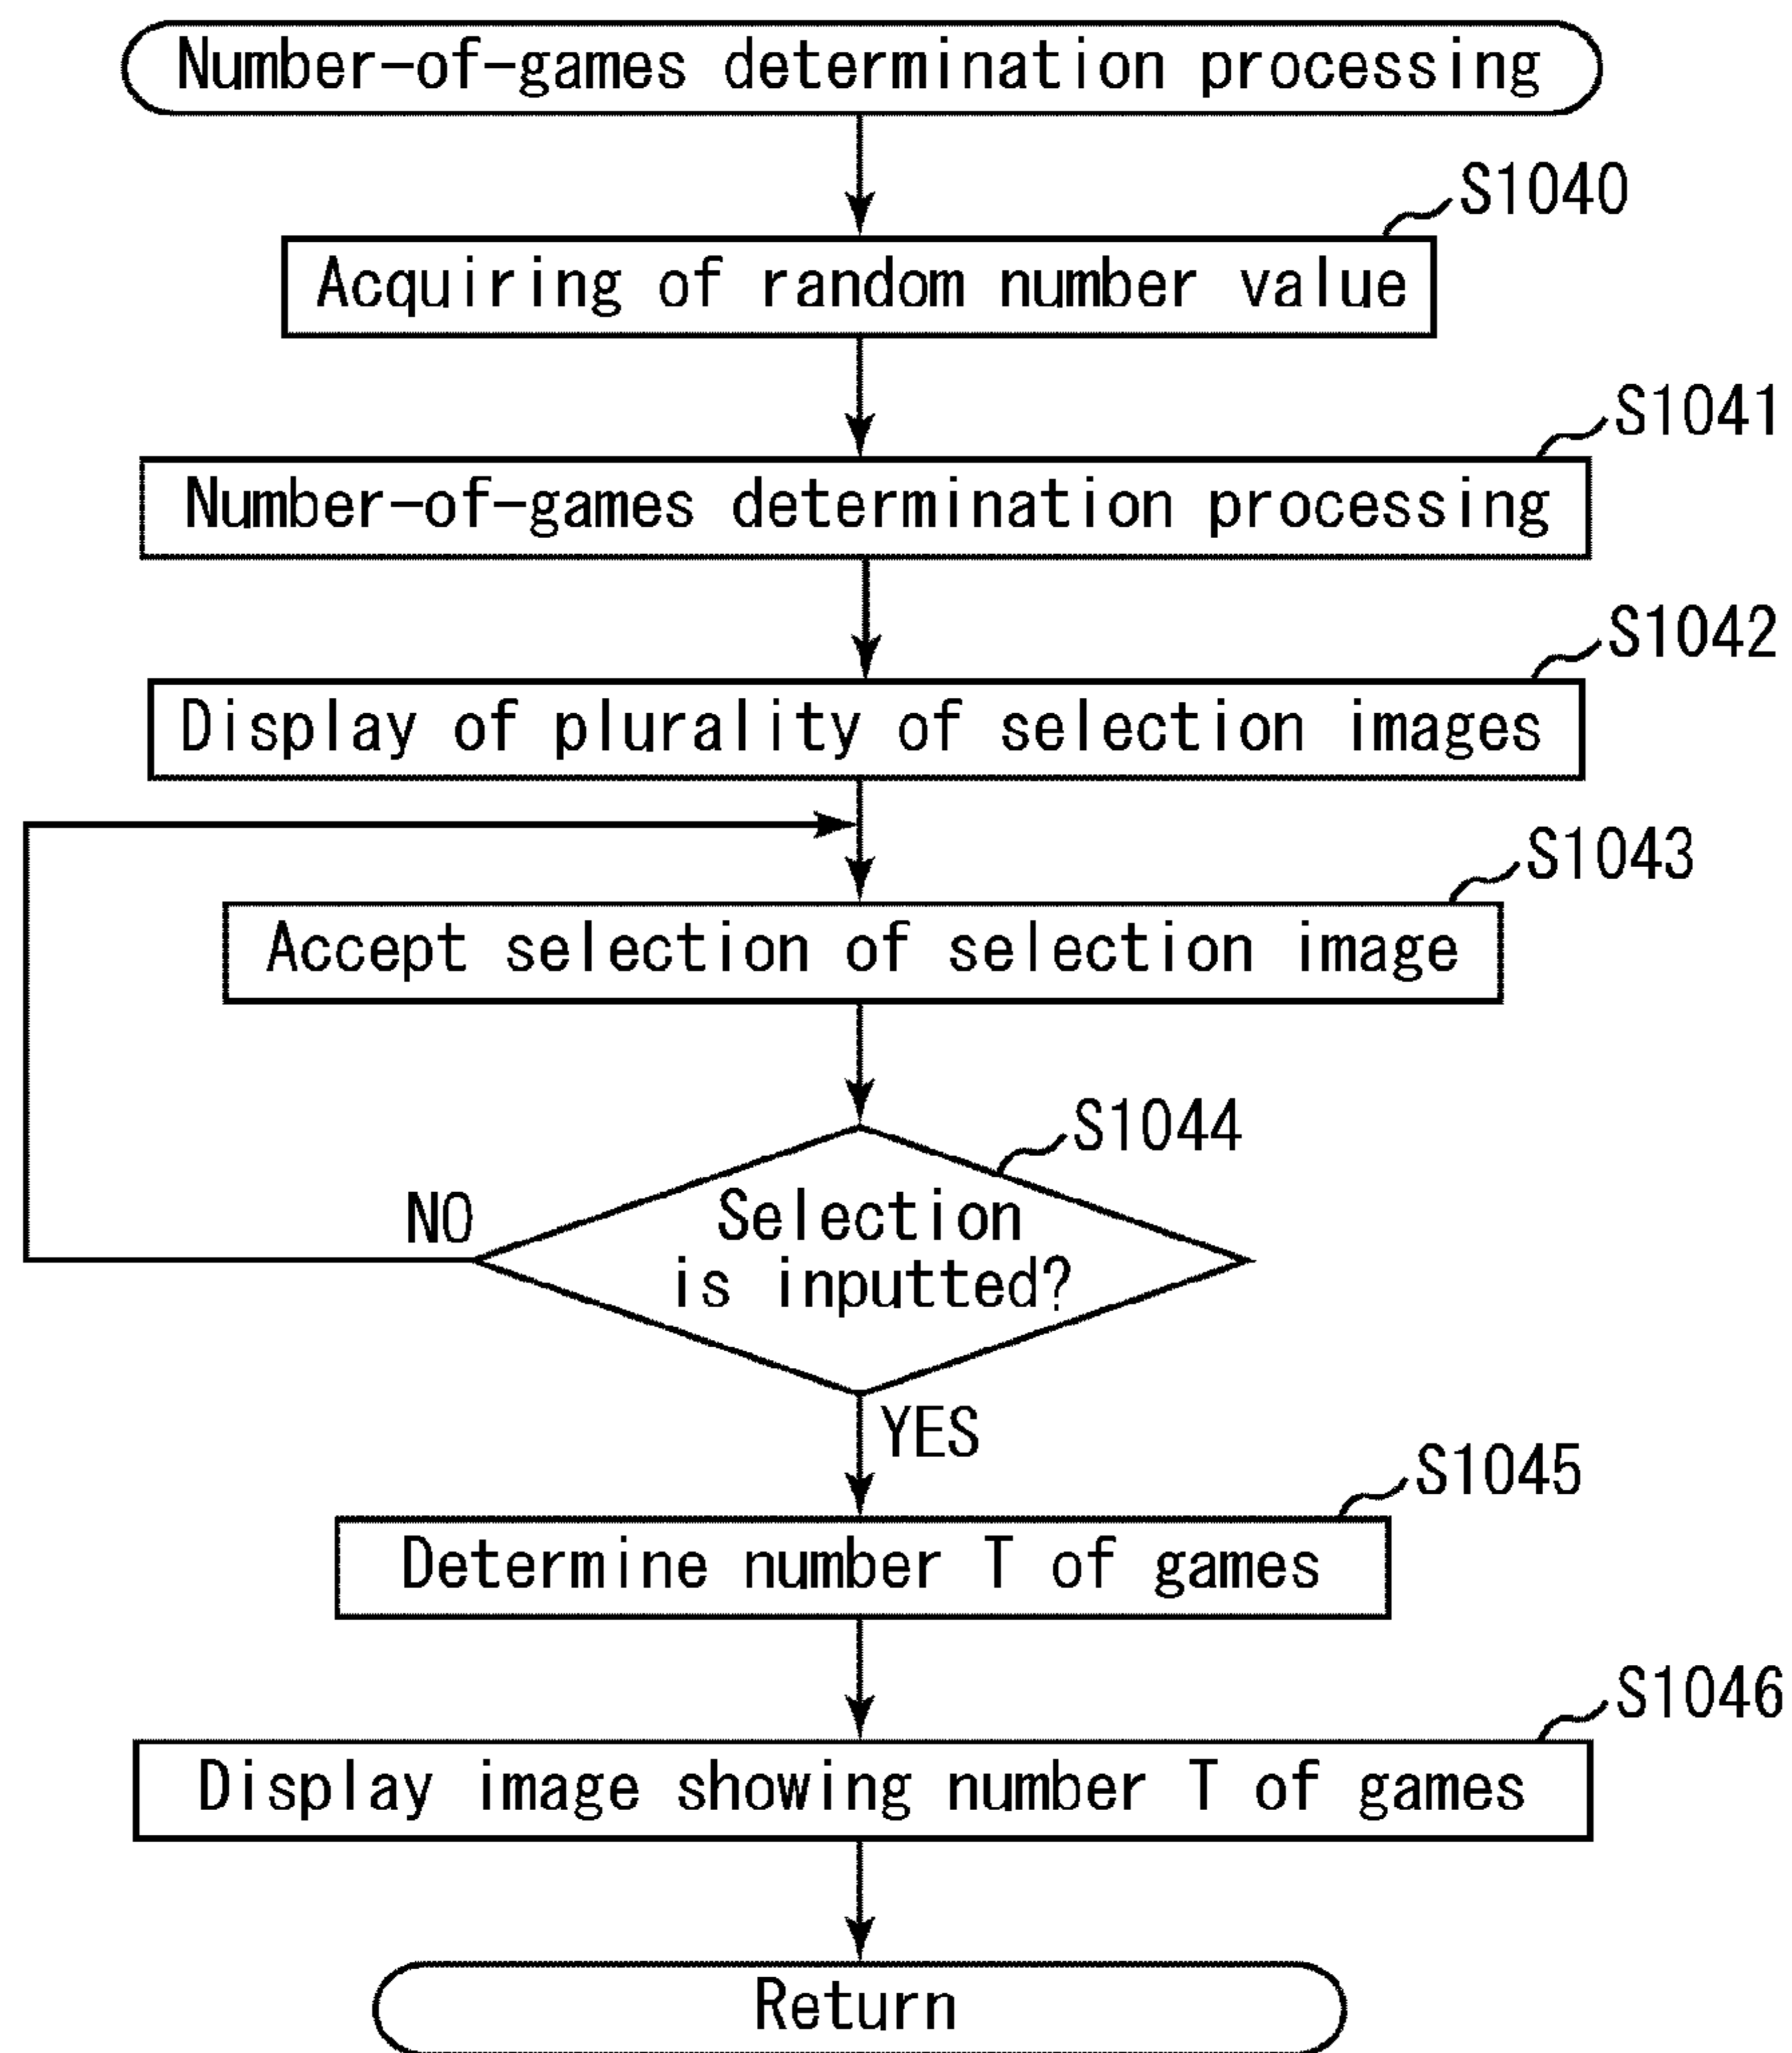 Number-of-games determination processing
S1040
Acquiring of random number value
S1041
Number-of-games determination processing
S1042
Display of plurality of selection images
S1043
Accept selection of selection image
S1044
Selection
is inputted?
NO
YES
S1045
Determine number T of games
S1046
Display image showing number T of games
Return